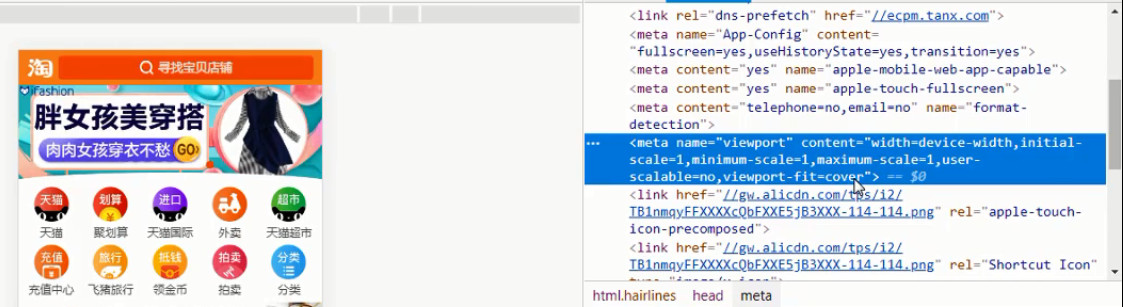 淘
寻找宝贝店铺
iFashion
胖女孩美穿搭
肉肉女孩穿衣不愁 GO›
天猫 划算 进口 超市
天猫 聚划算 天猫国际 外卖 天猫超市
充值 旅行 抵钱 拍卖 分类
充值中心 飞猪旅行 领金币 拍卖 分类
<link rel="dns-prefetch" href="//ecpm.tanx.com">
<meta name="App-Config" content=
"fullscreen=yes,useHistoryState=yes,transition=yes">
<meta content="yes" name="apple-mobile-web-app-capable">
<meta content="yes" name="apple-touch-fullscreen">
<meta content="telephone=no,email=no" name="format-
detection">
<meta name="viewport" content="width=device-width,initial-
scale=1,minimum-scale=1,maximum-scale=1,user-
scalable=no,viewport-fit=cover"> == $0
<link href="//gw.alicdn.com/tps/i2/
TB1nmqyFFXXXXcQbFXXE5jB3XXX-114-114.png" rel="apple-touch-
icon-precomposed">
<link href="//gw.alicdn.com/tps/i2/
TB1nmqyFFXXXXcQbFXXE5jB3XXX-114-114.png" rel="Shortcut Icon"
html.hairlines head meta